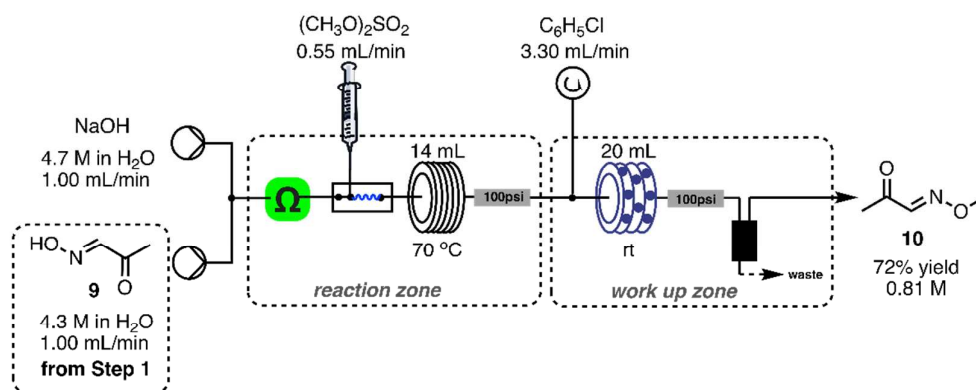 (CH₃O)₂SO₂
0.55 mL/min
C₆H₅Cl
3.30 mL/min
NaOH
4.7 M in H₂O
1.00 mL/min
Ω
14 mL
100psi
70 °C
reaction zone
20 mL
100psi
rt
waste
work up zone
HO
N
O
9
4.3 M in H₂O
1.00 mL/min
from Step 1
O
N
O
10
72% yield
0.81 M